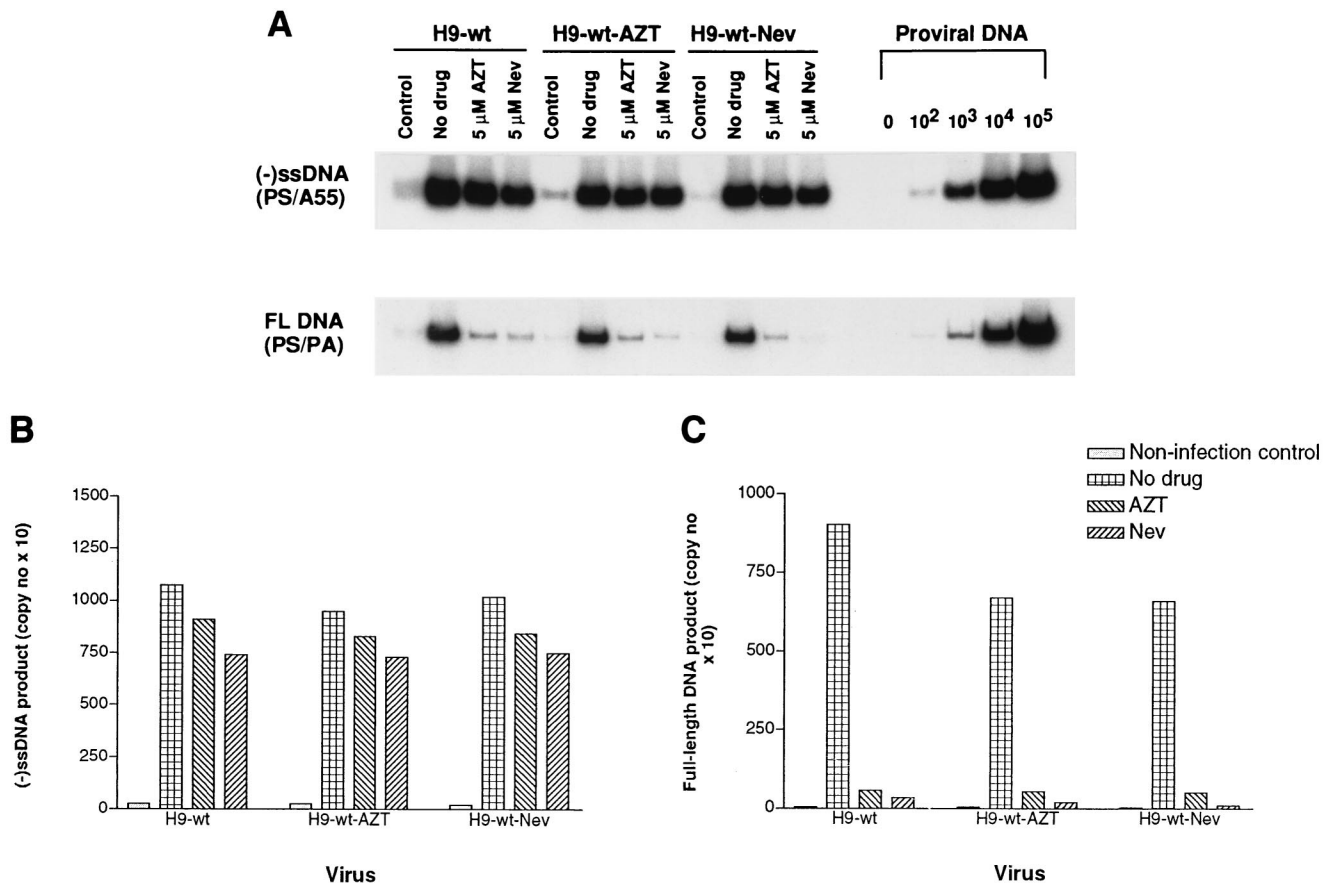 A
H9-wt
H9-wt-AZT
H9-wt-Nev
Proviral DNA
Control
No drug
5 µM AZT
5 µM Nev
Control
No drug
5 µM AZT
5 µM Nev
Control
No drug
5 µM AZT
5 µM Nev
0 10² 10³ 10⁴ 10⁵
(-)ssDNA
(PS/A55)
FL DNA
(PS/PA)
B
(-)ssDNA product (copy no x 10)
1500
1250
1000
750
500
250
0
H9-wt
H9-wt-AZT
H9-wt-Nev
Virus
C
Full-length DNA product (copy no
x 10)
1000
750
500
250
0
H9-wt
H9-wt-AZT
H9-wt-Nev
Virus
Non-infection control
No drug
AZT
Nev